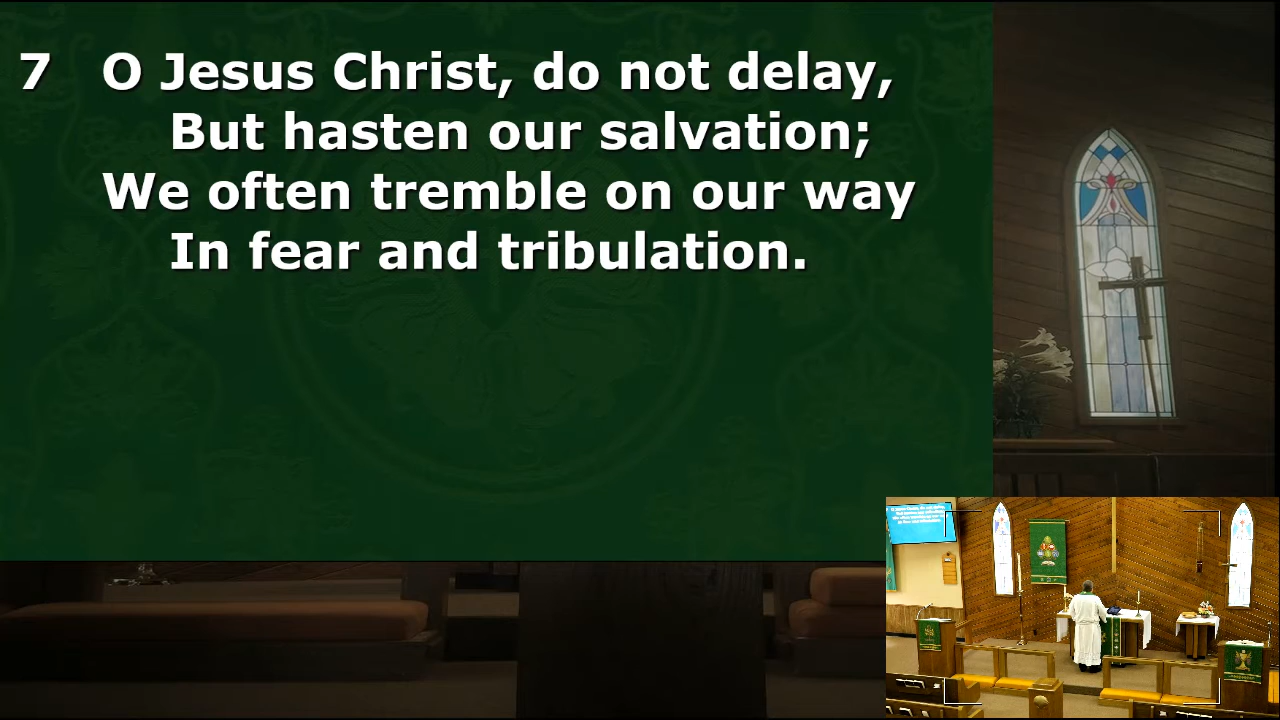 7 O Jesus Christ, do not delay,
But hasten our salvation;
We often tremble on our way
In fear and tribulation.